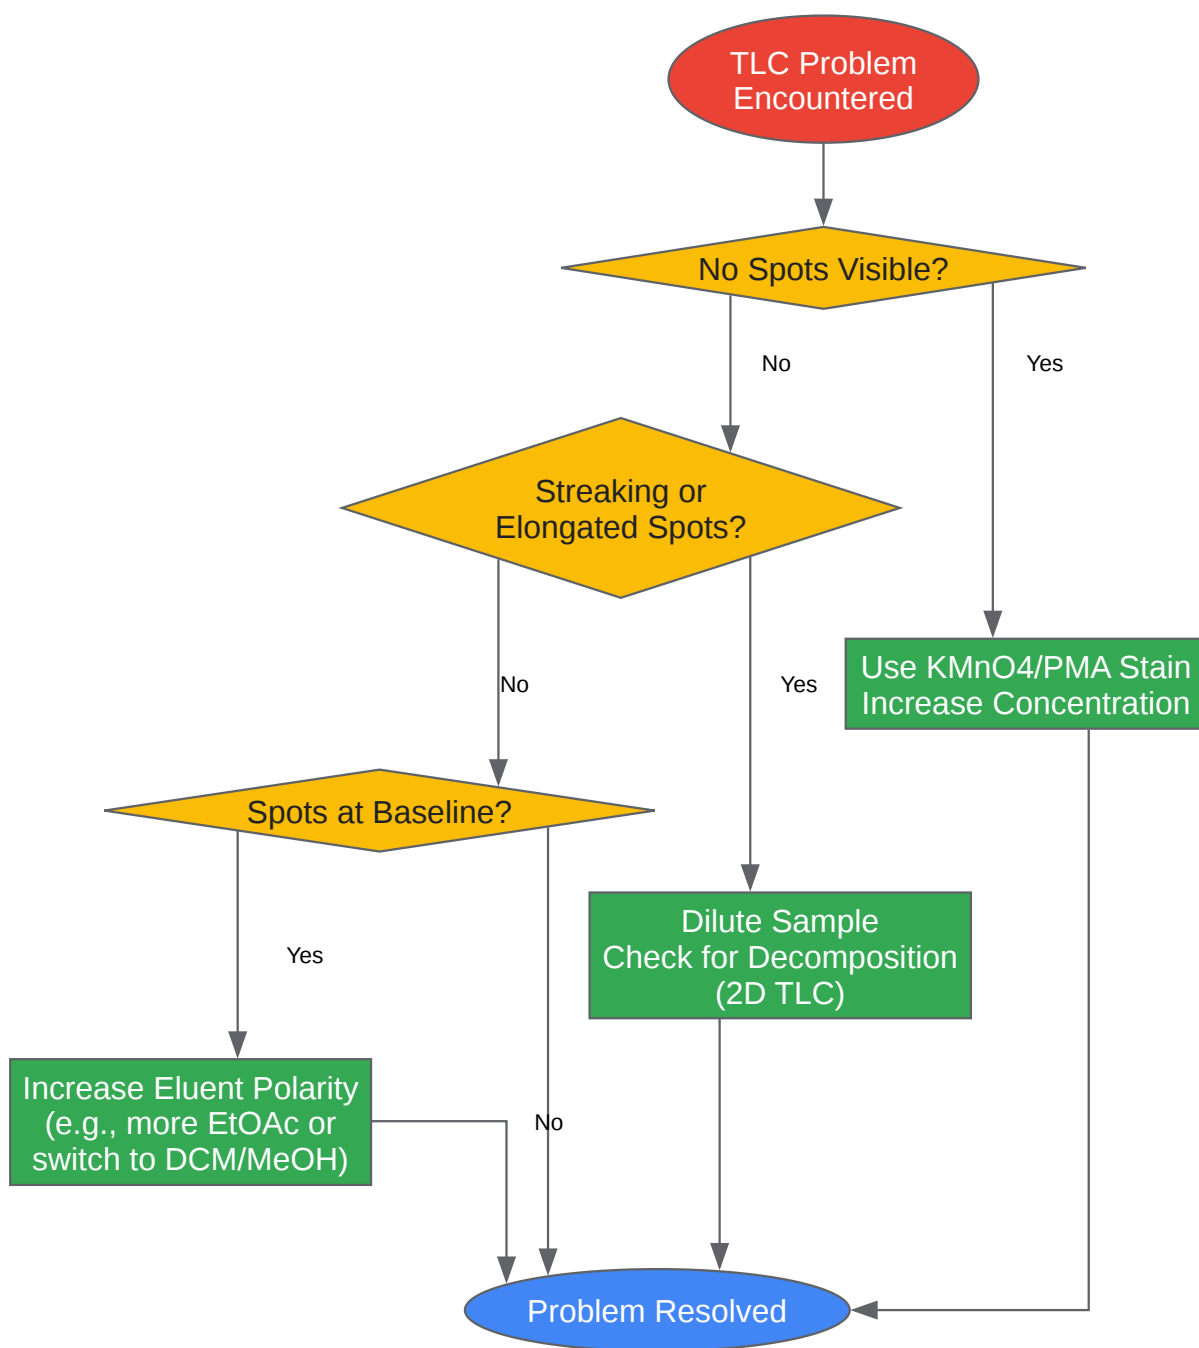 TLC Problem
Encountered
No Spots Visible?
No
Yes
Streaking or
Elongated Spots?
Use KMnO4/PMA Stain
Increase Concentration
No
Yes
Spots at Baseline?
Dilute Sample
Check for Decomposition
(2D TLC)
Yes
Increase Eluent Polarity
(e.g., more EtOAc or
switch to DCM/MeOH)
No
Problem Resolved